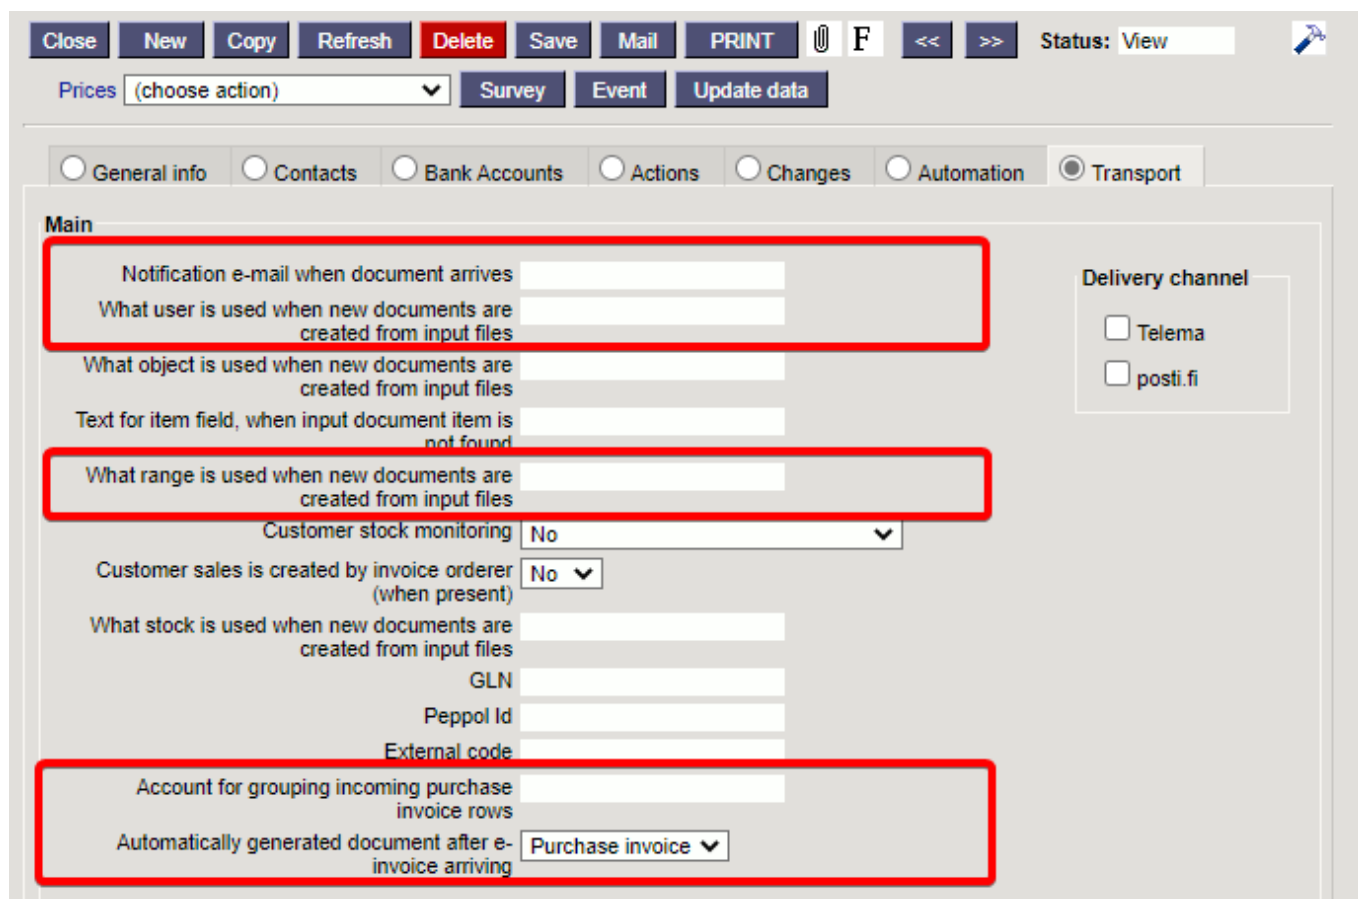 Close New Copy Refresh Delete Save Mail PRINT F << >> Status: View
Prices (choose action) Survey Event Update data
General info Contacts Bank Accounts Actions Changes Automation Transport
Main
Notification e-mail when document arrives
What user is used when new documents are
created from input files
What object is used when new documents are
created from input files
Text for item field, when input document item is
not found
What range is used when new documents are
created from input files
Customer stock monitoring No
Customer sales is created by invoice orderer
(when present) No
What stock is used when new documents are
created from input files
GLN
Peppol Id
External code
Account for grouping incoming purchase
invoice rows
Automatically generated document after e-
invoice arriving Purchase invoice
Delivery channel
Telema
posti.fi